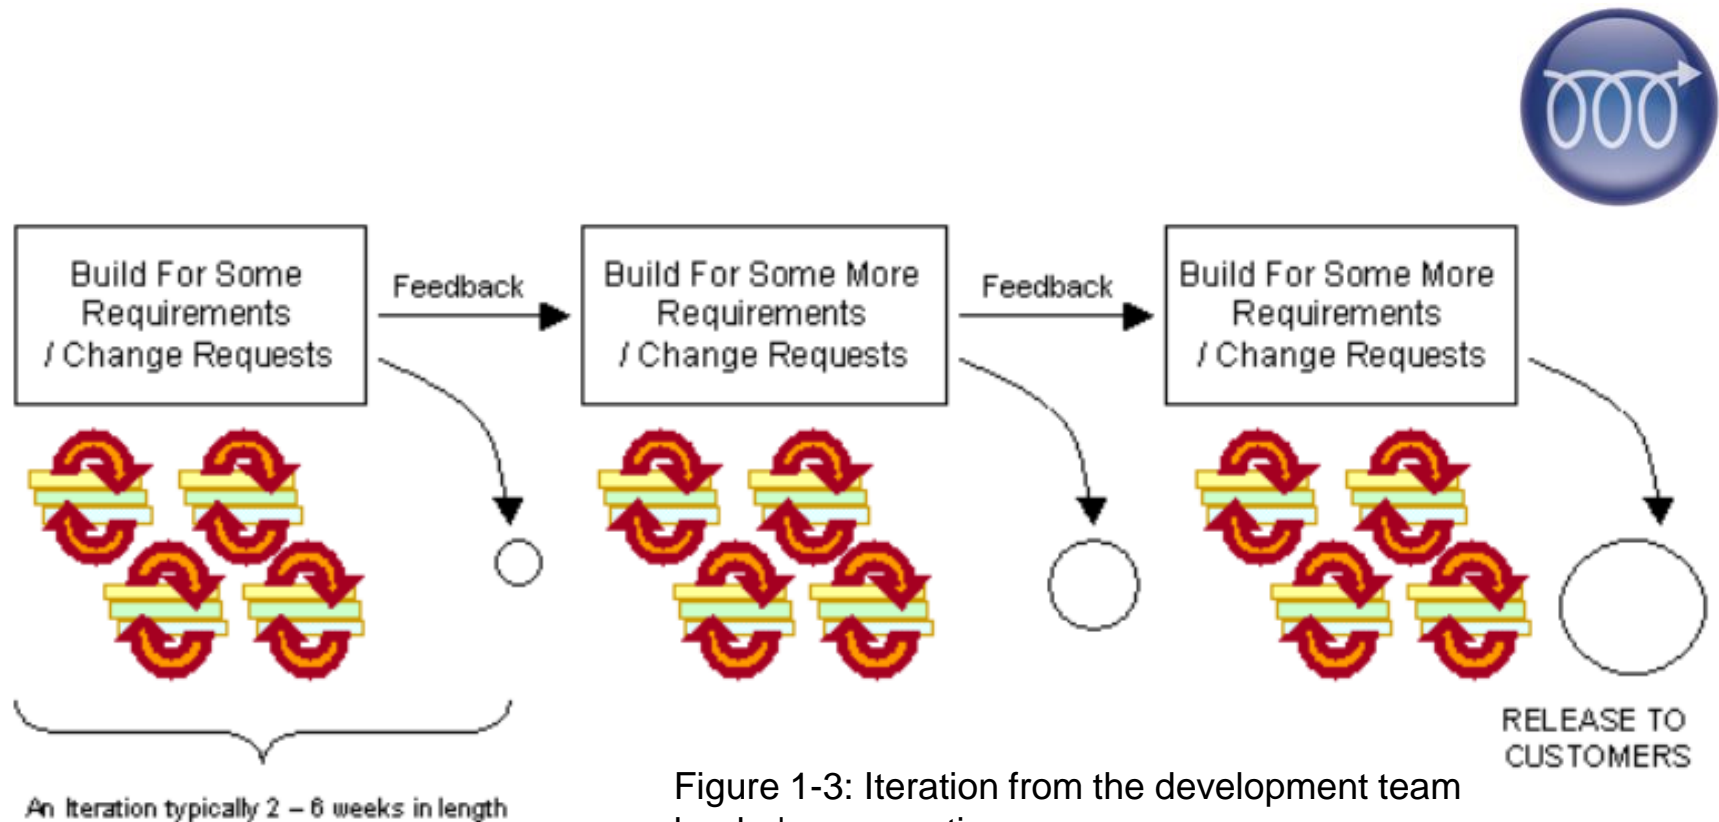 Build For Some
Requirements
/ Change Requests
Feedback
Build For Some More
Requirements
/ Change Requests
Feedback
Build For Some More
Requirements
/ Change Requests
RELEASE TO
CUSTOMERS
An Iteration typically 2 – 6 weeks in length
Figure 1-3: Iteration from the development team